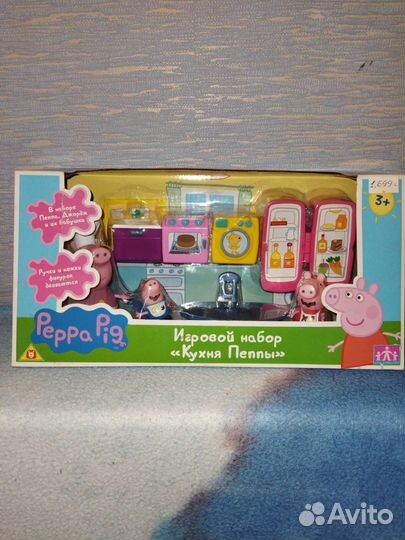 В наборе
Пеппа, Джордж
и их бабушка
1,699
3+
Ручки и ножки
фигурок
двигаются
Peppa Pig
Игровой набор
«Кухня Пеппы»
Avito